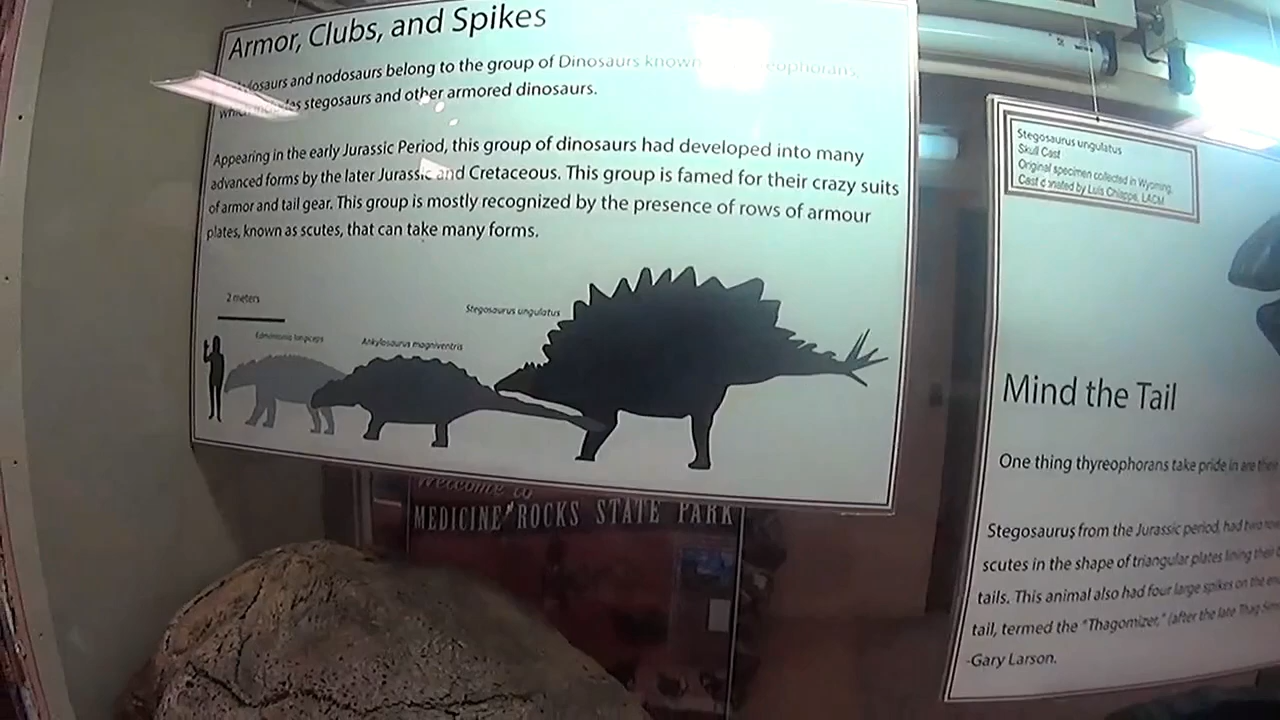 Armor, Clubs, and Spikes
and nodosaurs belong to the group of Dinosaurs known
stegosaurs and other armored dinosaurs.
Appearing in the early Jurassic Period, this group of dinosaurs had developed into many
advanced forms by the later Jurassic and Cretaceous. This group is famed for their crazy suits
of armor and tail gear. This group is mostly recognized by the presence of rows of armour
plates, known as scutes, that can take many forms.
2 meters
Edmontonia longiceps
Ankylosaurus magniventris
Stegosaurus ungulatus
Welcome to
MEDICINE ROCKS STATE PARK
Stegosaurus ungulatus
Skull Cast
Original specimen collected in Wyoming.
Cast donated by Luis Chiappe, LACM
Mind the Tail
One thing thyreophorans take pride in are their
Stegosaurus from the Jurassic period, had two
scutes in the shape of triangular plates lining their
tails. This animal also had four large spikes on the
tail, termed the "Thagomizer," (after the late Thag
-Gary Larson.